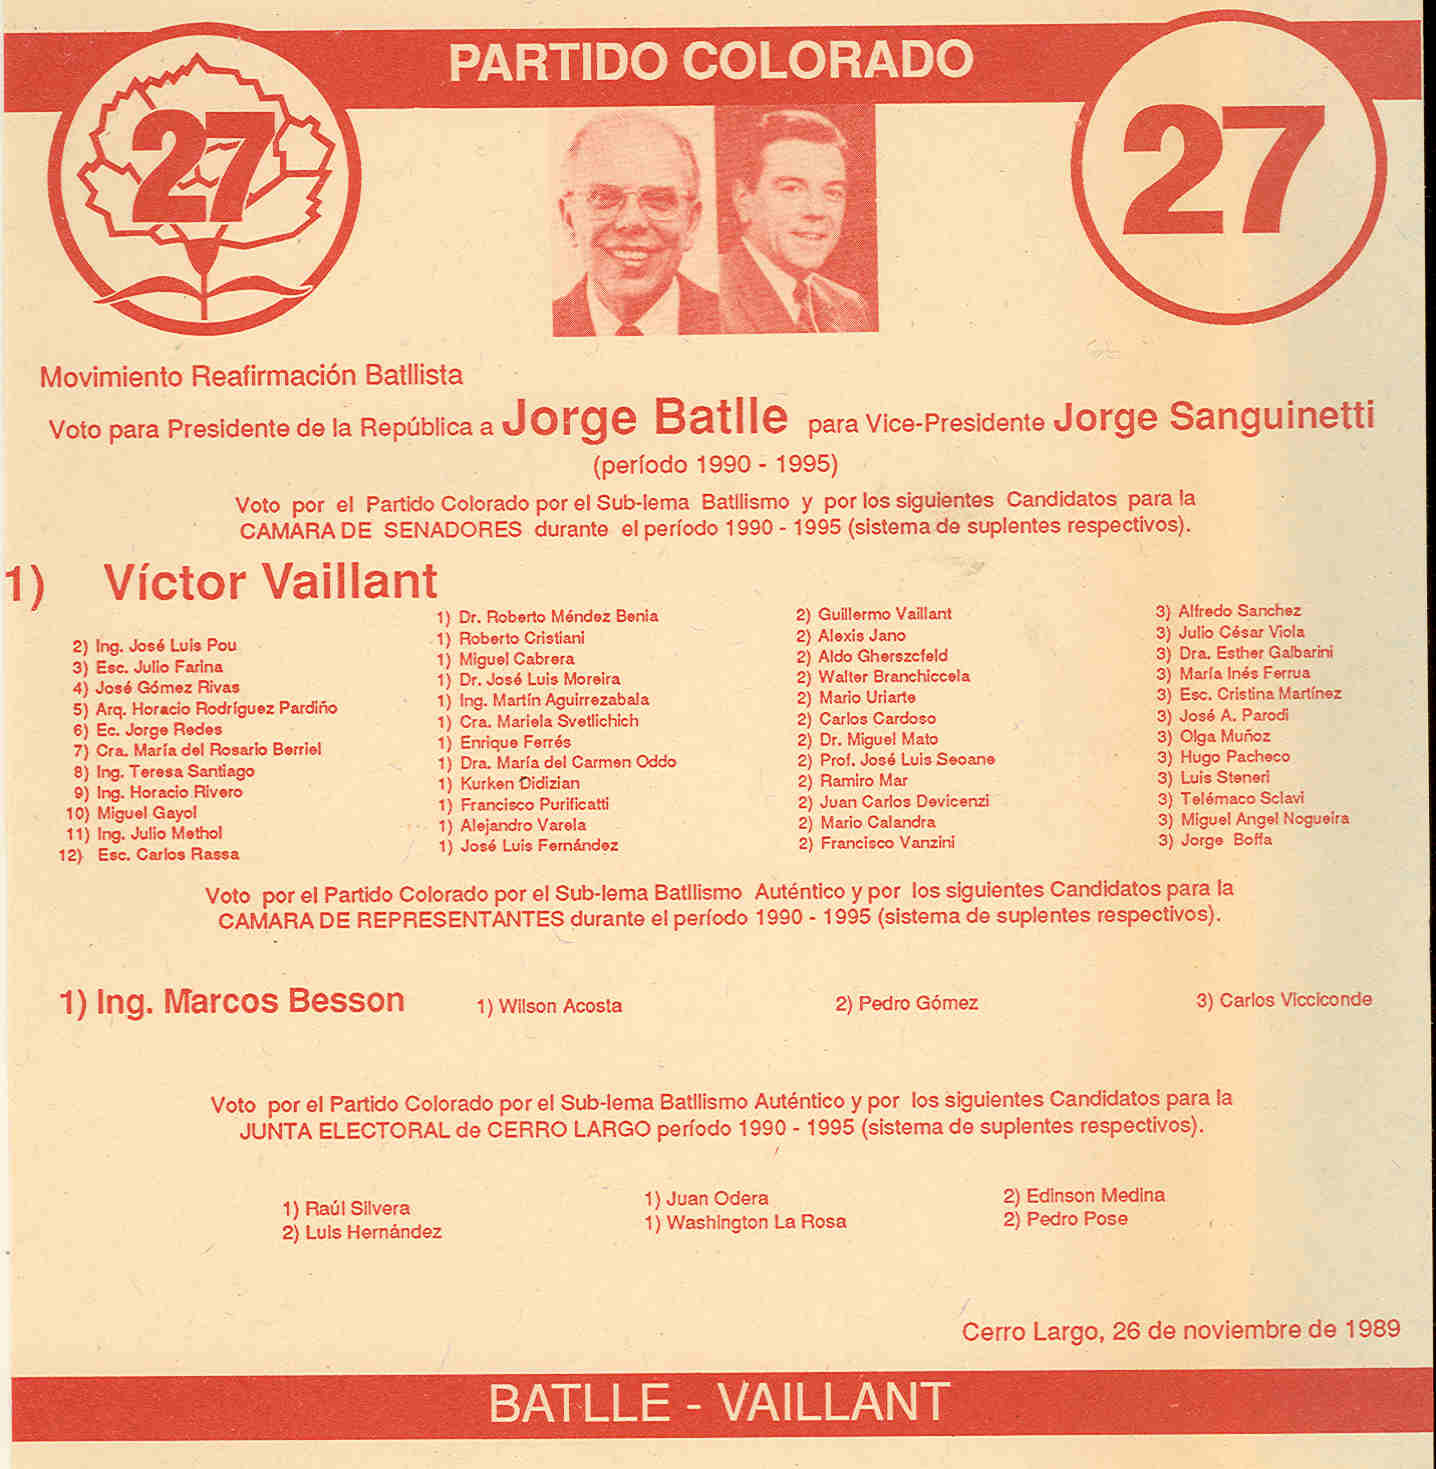 PARTIDO COLORADO
27
27
Movimiento Reafirmación Batllista
Voto para Presidente de la República a Jorge Batlle para Vice-Presidente Jorge Sanguinetti
(período 1990 - 1995)
Voto por el Partido Colorado por el Sub-lema Batllismo y por los siguientes Candidatos para la
CAMARA DE SENADORES durante el período 1990 - 1995 (sistema de suplentes respectivos).
1) Víctor Vaillant
1) Dr. Roberto Méndez Benia 2) Guillermo Vaillant 3) Alfredo Sanchez
2) Ing. José Luis Pou 1) Roberto Cristiani 2) Alexis Jano 3) Julio César Viola
3) Esc. Julio Farina 1) Miguel Cabrera 2) Aldo Gherszcfeld 3) Dra. Esther Galbarini
4) José Gómez Rivas 1) Dr. José Luis Moreira 2) Walter Branchiccela 3) María Inés Ferrua
5) Arq. Horacio Rodríguez Pardiño 1) Ing. Martín Aguirrezabala 2) Mario Uriarte 3) Esc. Cristina Martínez
6) Ec. Jorge Redes 1) Cra. Mariela Svetlichich 2) Carlos Cardoso 3) José A. Parodi
7) Cra. María del Rosario Berriel 1) Enrique Ferrés 2) Dr. Miguel Mato 3) Olga Muñoz
8) Ing. Teresa Santiago 1) Dra. María del Carmen Oddo 2) Prof. José Luis Seoane 3) Hugo Pacheco
9) Ing. Horacio Rivero 1) Kurken Didizian 2) Ramiro Mar 3) Luis Steneri
10) Miguel Gayol 1) Francisco Purificatti 2) Juan Carlos Devicenzi 3) Telémaco Sclavi
11) Ing. Julio Methol 1) Alejandro Varela 2) Mario Calandra 3) Miguel Angel Nogueira
12) Esc. Carlos Rassa 1) José Luis Fernández 2) Francisco Vanzini 3) Jorge Boffa
Voto por el Partido Colorado por el Sub-lema Batllismo Auténtico y por los siguientes Candidatos para la
CAMARA DE REPRESENTANTES durante el período 1990 - 1995 (sistema de suplentes respectivos).
1) Ing. Marcos Besson 1) Wilson Acosta 2) Pedro Gómez 3) Carlos Vicciconde
Voto por el Partido Colorado por el Sub-lema Batllismo Auténtico y por los siguientes Candidatos para la
JUNTA ELECTORAL de CERRO LARGO período 1990 - 1995 (sistema de suplentes respectivos).
1) Raúl Silvera 1) Juan Odera 2) Edinson Medina
2) Luis Hernández 1) Washington La Rosa 2) Pedro Pose
Cerro Largo, 26 de noviembre de 1989
BATLLE - VAILLANT